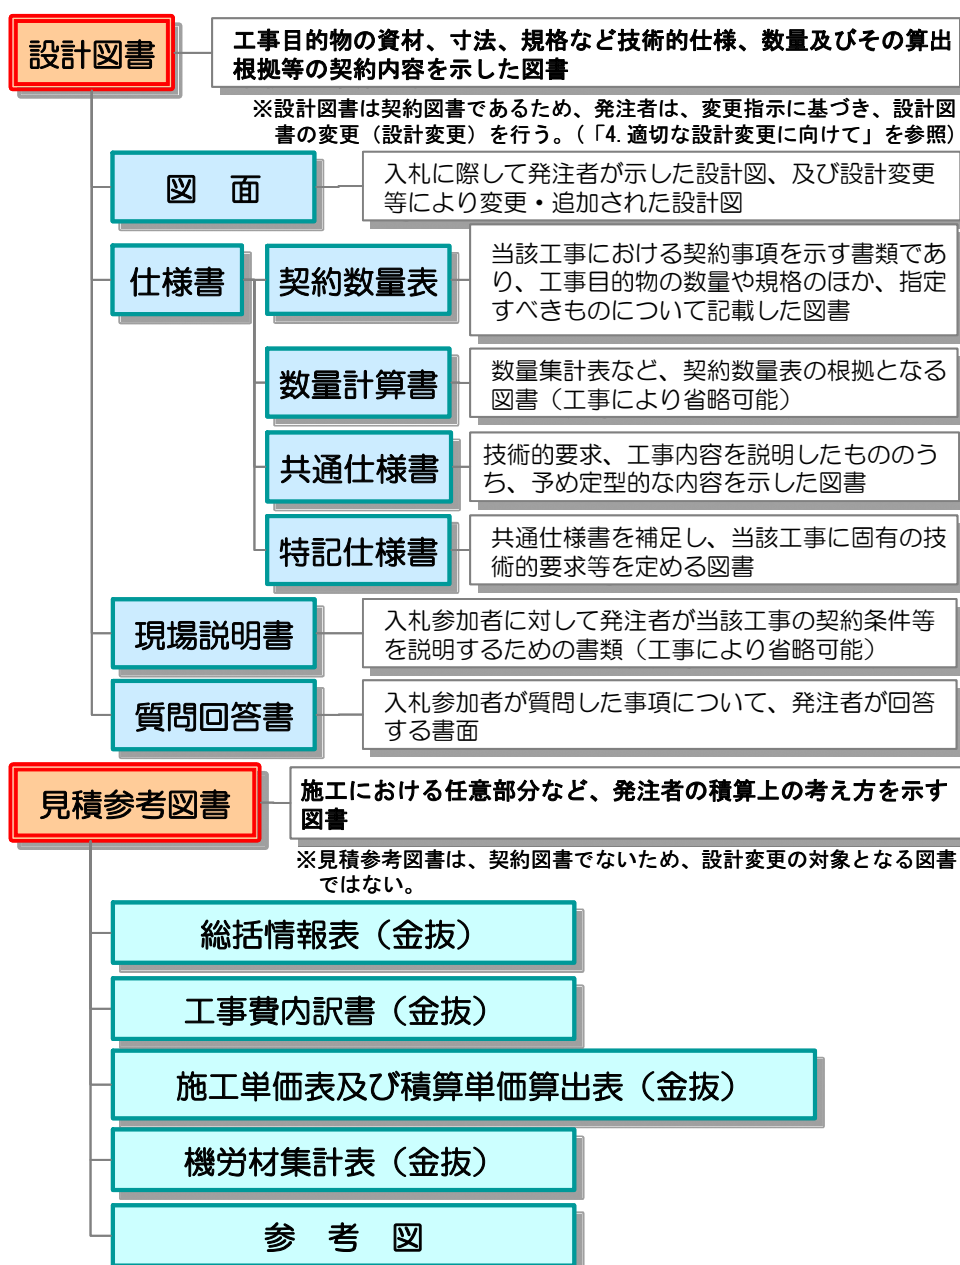 設計図書
工事目的物の資材、寸法、規格など技術的仕様、数量及びその算出
根拠等の契約内容を示した図書
※設計図書は契約図書であるため、発注者は、変更指示に基づき、設計図
書の変更（設計変更）を行う。(「4.適切な設計変更に向けて」を参照)
図　面
入札に際して発注者が示した設計図、及び設計変更
等により変更・追加された設計図
仕様書
契約数量表
当該工事における契約事項を示す書類であ
り、工事目的物の数量や規格のほか、指定
すべきものについて記載した図書
数量計算書
数量集計表など、契約数量表の根拠となる
図書（工事により省略可能）
共通仕様書
技術的要求、工事内容を説明したもののう
ち、予め定型的な内容を示した図書
特記仕様書
共通仕様書を補足し、当該工事に固有の技
術的要求等を定める図書
現場説明書
入札参加者に対して発注者が当該工事の契約条件等
を説明するための書類（工事により省略可能）
質問回答書
入札参加者が質問した事項について、発注者が回答
する書面
見積参考図書
施工における任意部分など、発注者の積算上の考え方を示す
図書
※見積参考図書は、契約図書でないため、設計変更の対象となる図書
ではない。
総括情報表（金抜）
工事費内訳書（金抜）
施工単価表及び積算単価算出表（金抜）
機労材集計表（金抜）
参　考　図